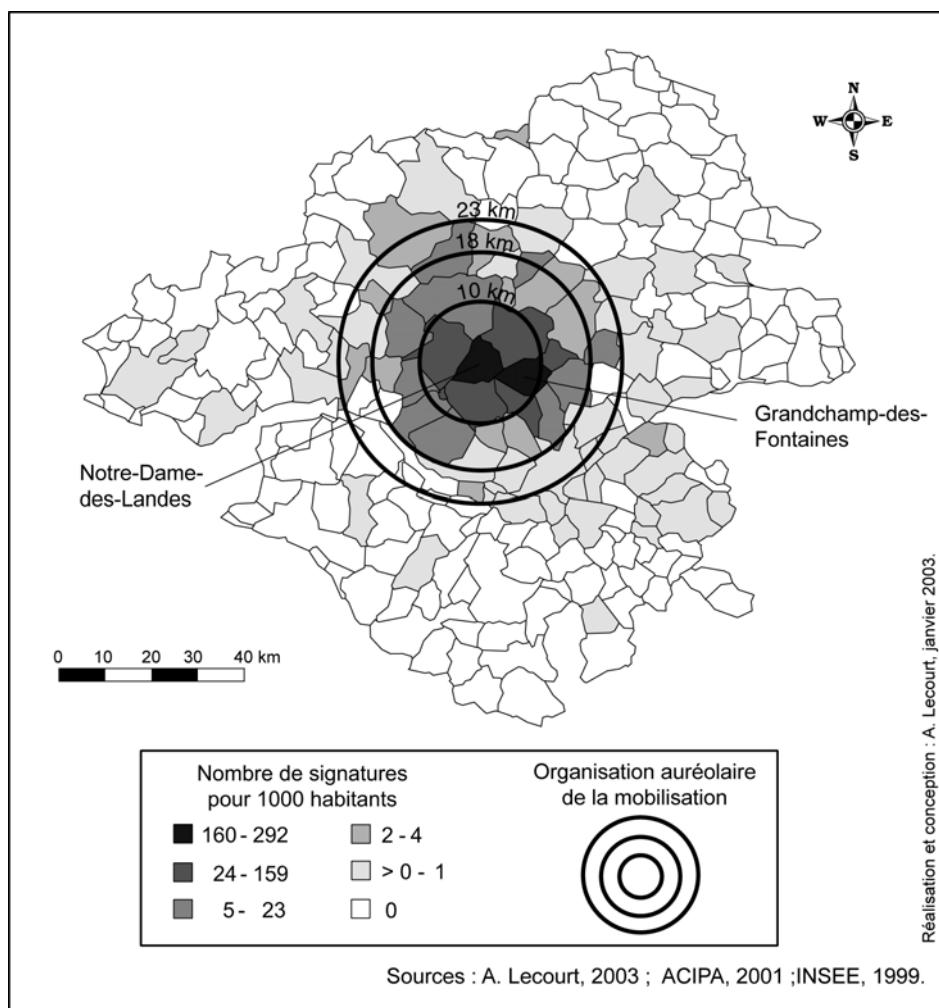 N
W
E
S
23 km
18 km
10 km
Grandchamp-des-
Fontaines
Notre-Dame-
des-Landes
0 10 20 30 40 km
Nombre de signatures
pour 1000 habitants
160 - 292
24 - 159
5 - 23
2 - 4
> 0 - 1
0
Organisation auréolaire
de la mobilisation
Réalisation et conception : A. Lecourt, janvier 2003.
Sources : A. Lecourt, 2003 ; ACIPA, 2001 ;INSEE, 1999.